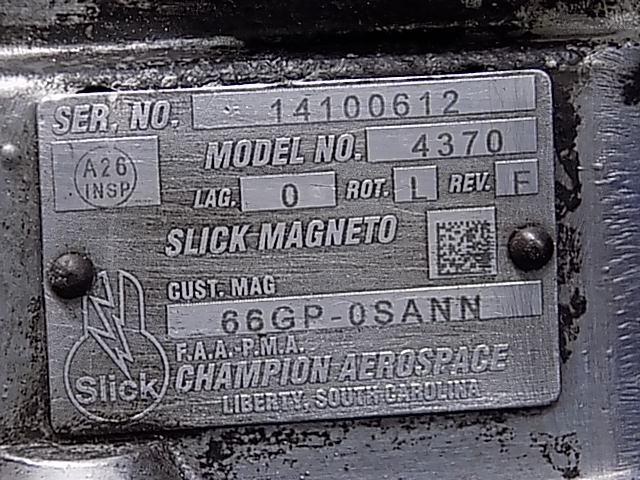 SER. NO. 14100612
A26
INSP
MODEL NO. 4370
LAG. 0 ROT. L REV. F
SLICK MAGNETO
CUST. MAG
66GP-0SANN
F.A.A.-P.M.A.
Slick
CHAMPION AEROSPACE
LIBERTY, SOUTH CAROLINA